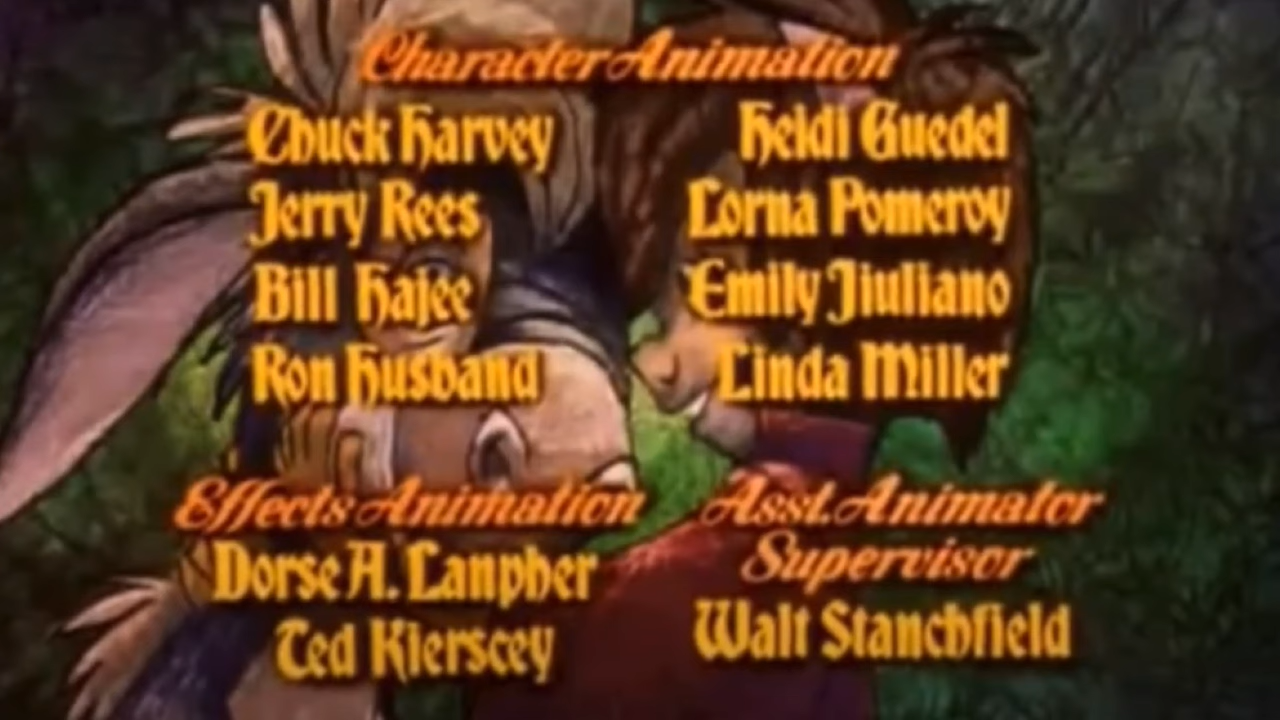 Character Animation
Chuck Harvey
Heidi Guedel
Jerry Rees
Lorna Pomeroy
Bill Hajee
Emily Jiuliano
Ron Husband
Linda Miller
Effects Animation
Asst. Animator
Supervisor
Dorse A. Lanpher
Ted Kierscey
Walt Stanchfield